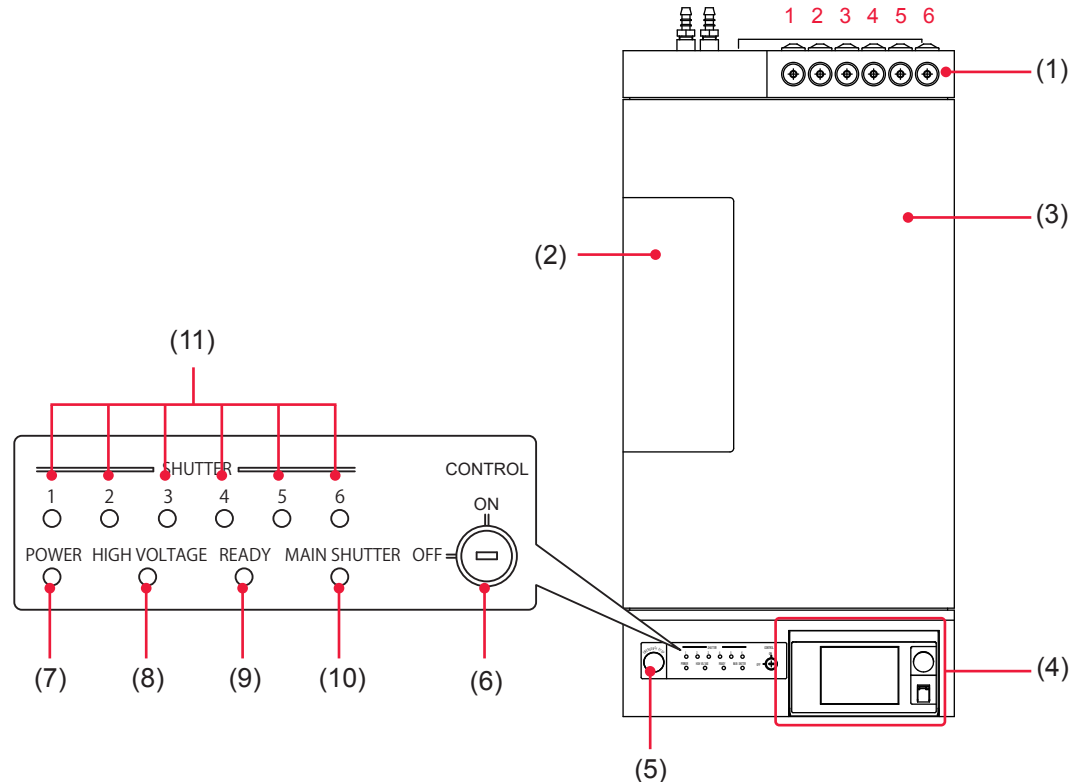 1 2 3 4 5 6
(1)
(3)
(2)
(11)
SHUTTER
CONTROL
1 2 3 4 5 6
ON
POWER HIGH VOLTAGE READY MAIN SHUTTER OFF
(7) (8) (9) (10) (6)
(4)
(5)